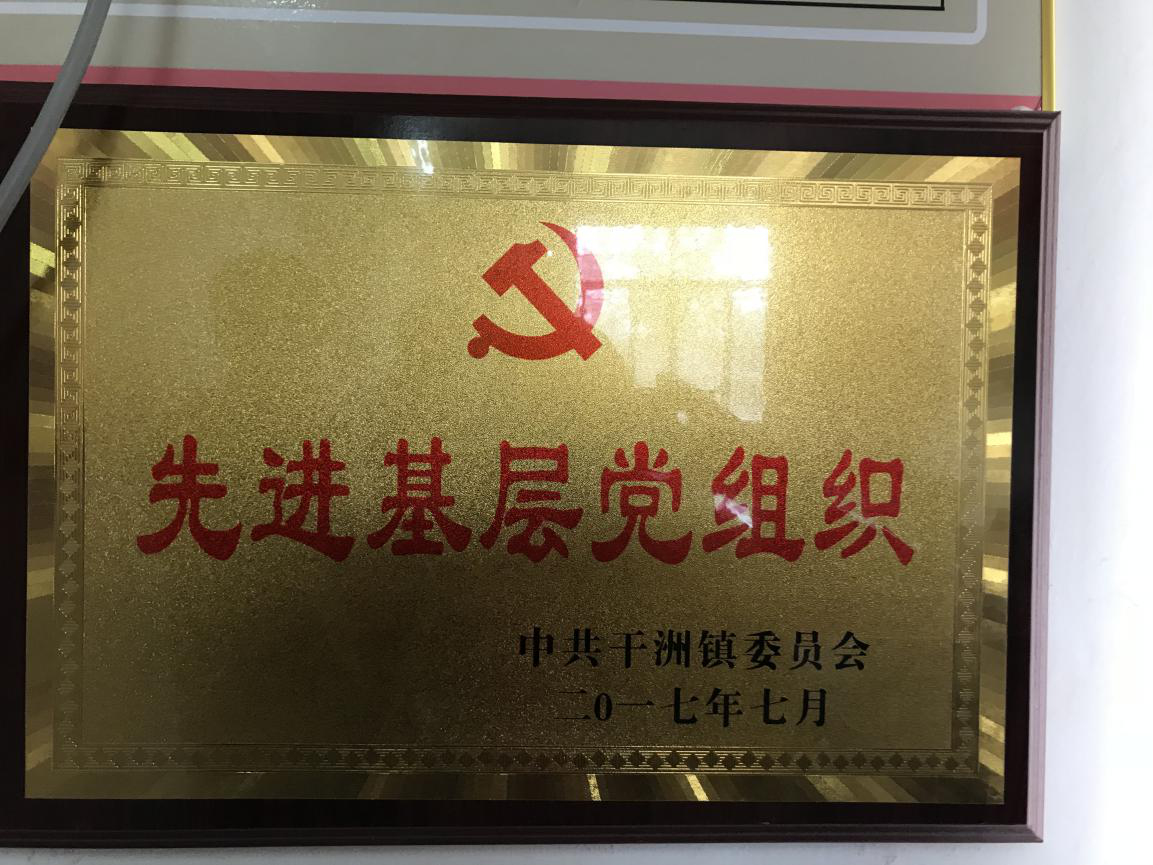 先进基层党组织
中共干洲镇委员会
二0一七年七月